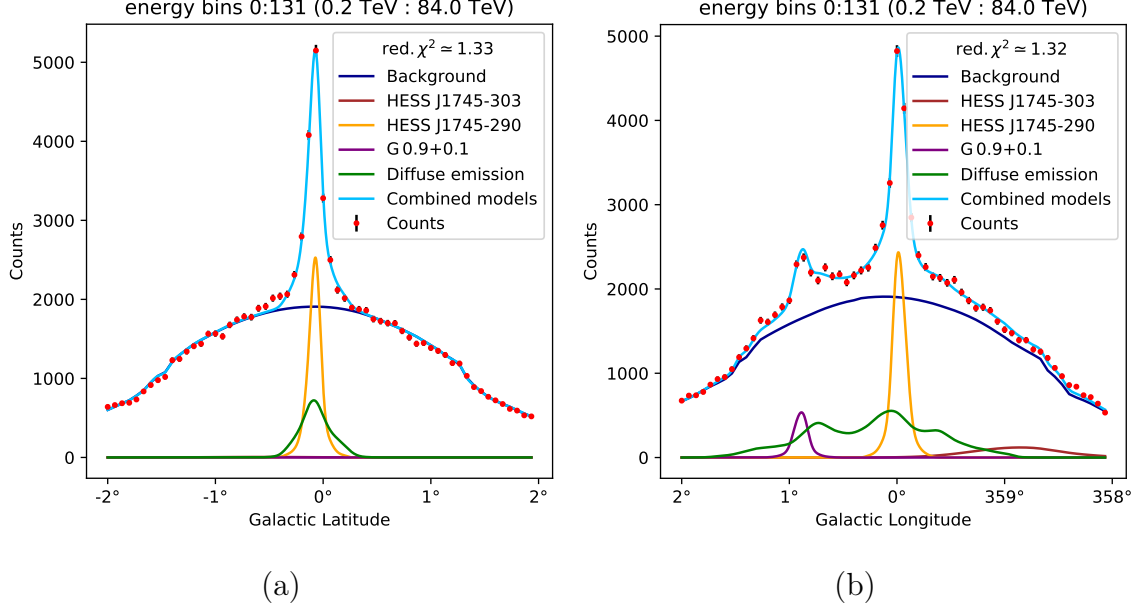 energy bins 0:131 (0.2 TeV : 84.0 TeV)
red. χ² ≃ 1.33
Background
HESS J1745-303
HESS J1745-290
G 0.9+0.1
Diffuse emission
Combined models
Counts
5000
4000
3000
2000
1000
0
Counts
-2° -1° 0° 1° 2°
Galactic Latitude
(a)
energy bins 0:131 (0.2 TeV : 84.0 TeV)
red. χ² ≃ 1.32
Background
HESS J1745-303
HESS J1745-290
G 0.9+0.1
Diffuse emission
Combined models
Counts
5000
4000
3000
2000
1000
0
Counts
2° 1° 0° 359° 358°
Galactic Longitude
(b)